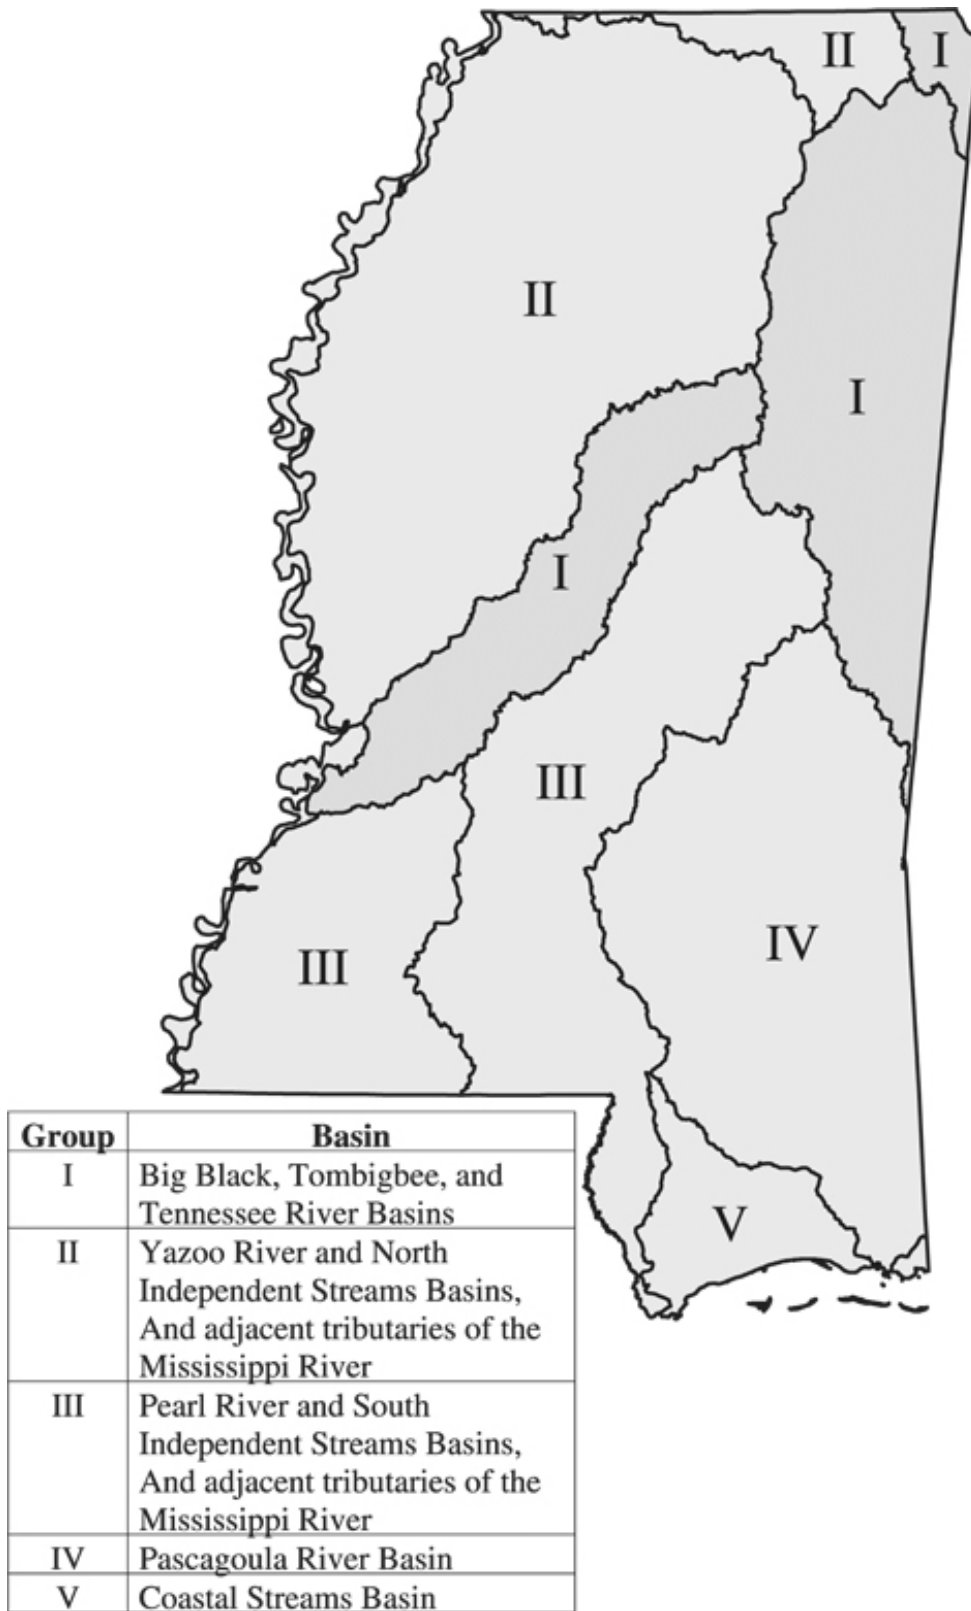 II
I
II
I
I
III
IV
III
V
Group Basin
I Big Black, Tombigbee, and
Tennessee River Basins
II Yazoo River and North
Independent Streams Basins,
And adjacent tributaries of the
Mississippi River
III Pearl River and South
Independent Streams Basins,
And adjacent tributaries of the
Mississippi River
IV Pascagoula River Basin
V Coastal Streams Basin